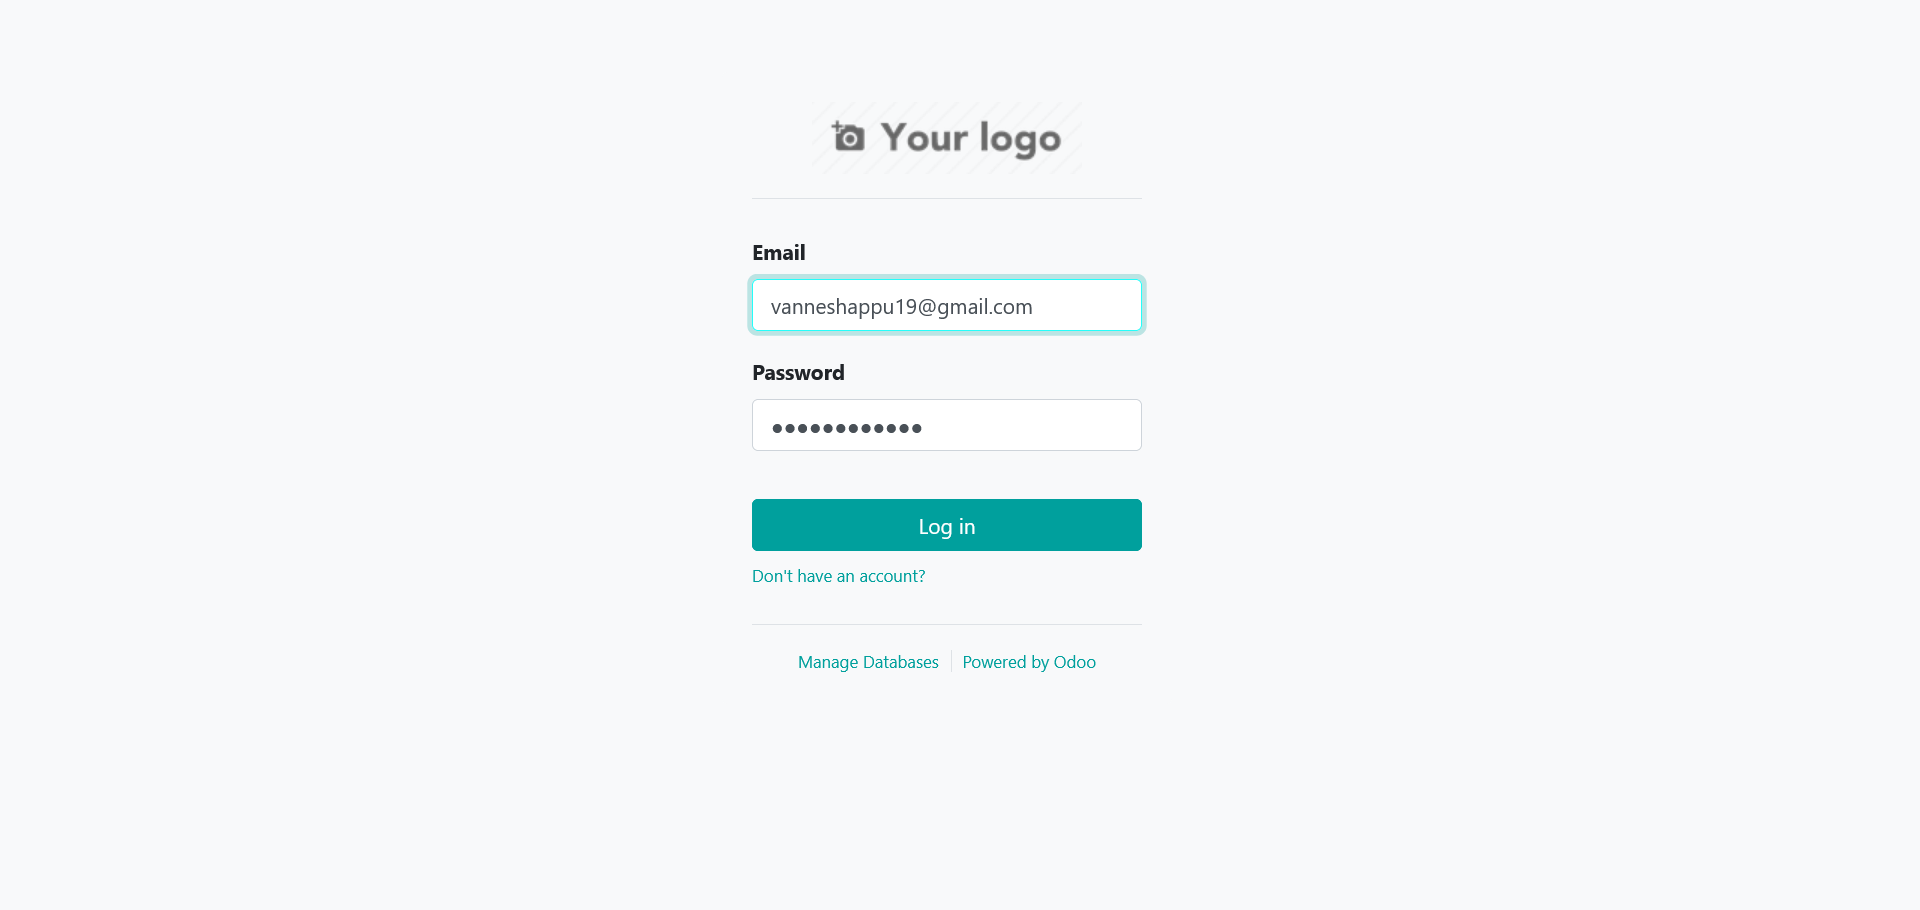 Your logo
Email
vanneshappu19@gmail.com
Password
●●●●●●●●●●●●
Log in
Don't have an account?
Manage Databases
Powered by Odoo